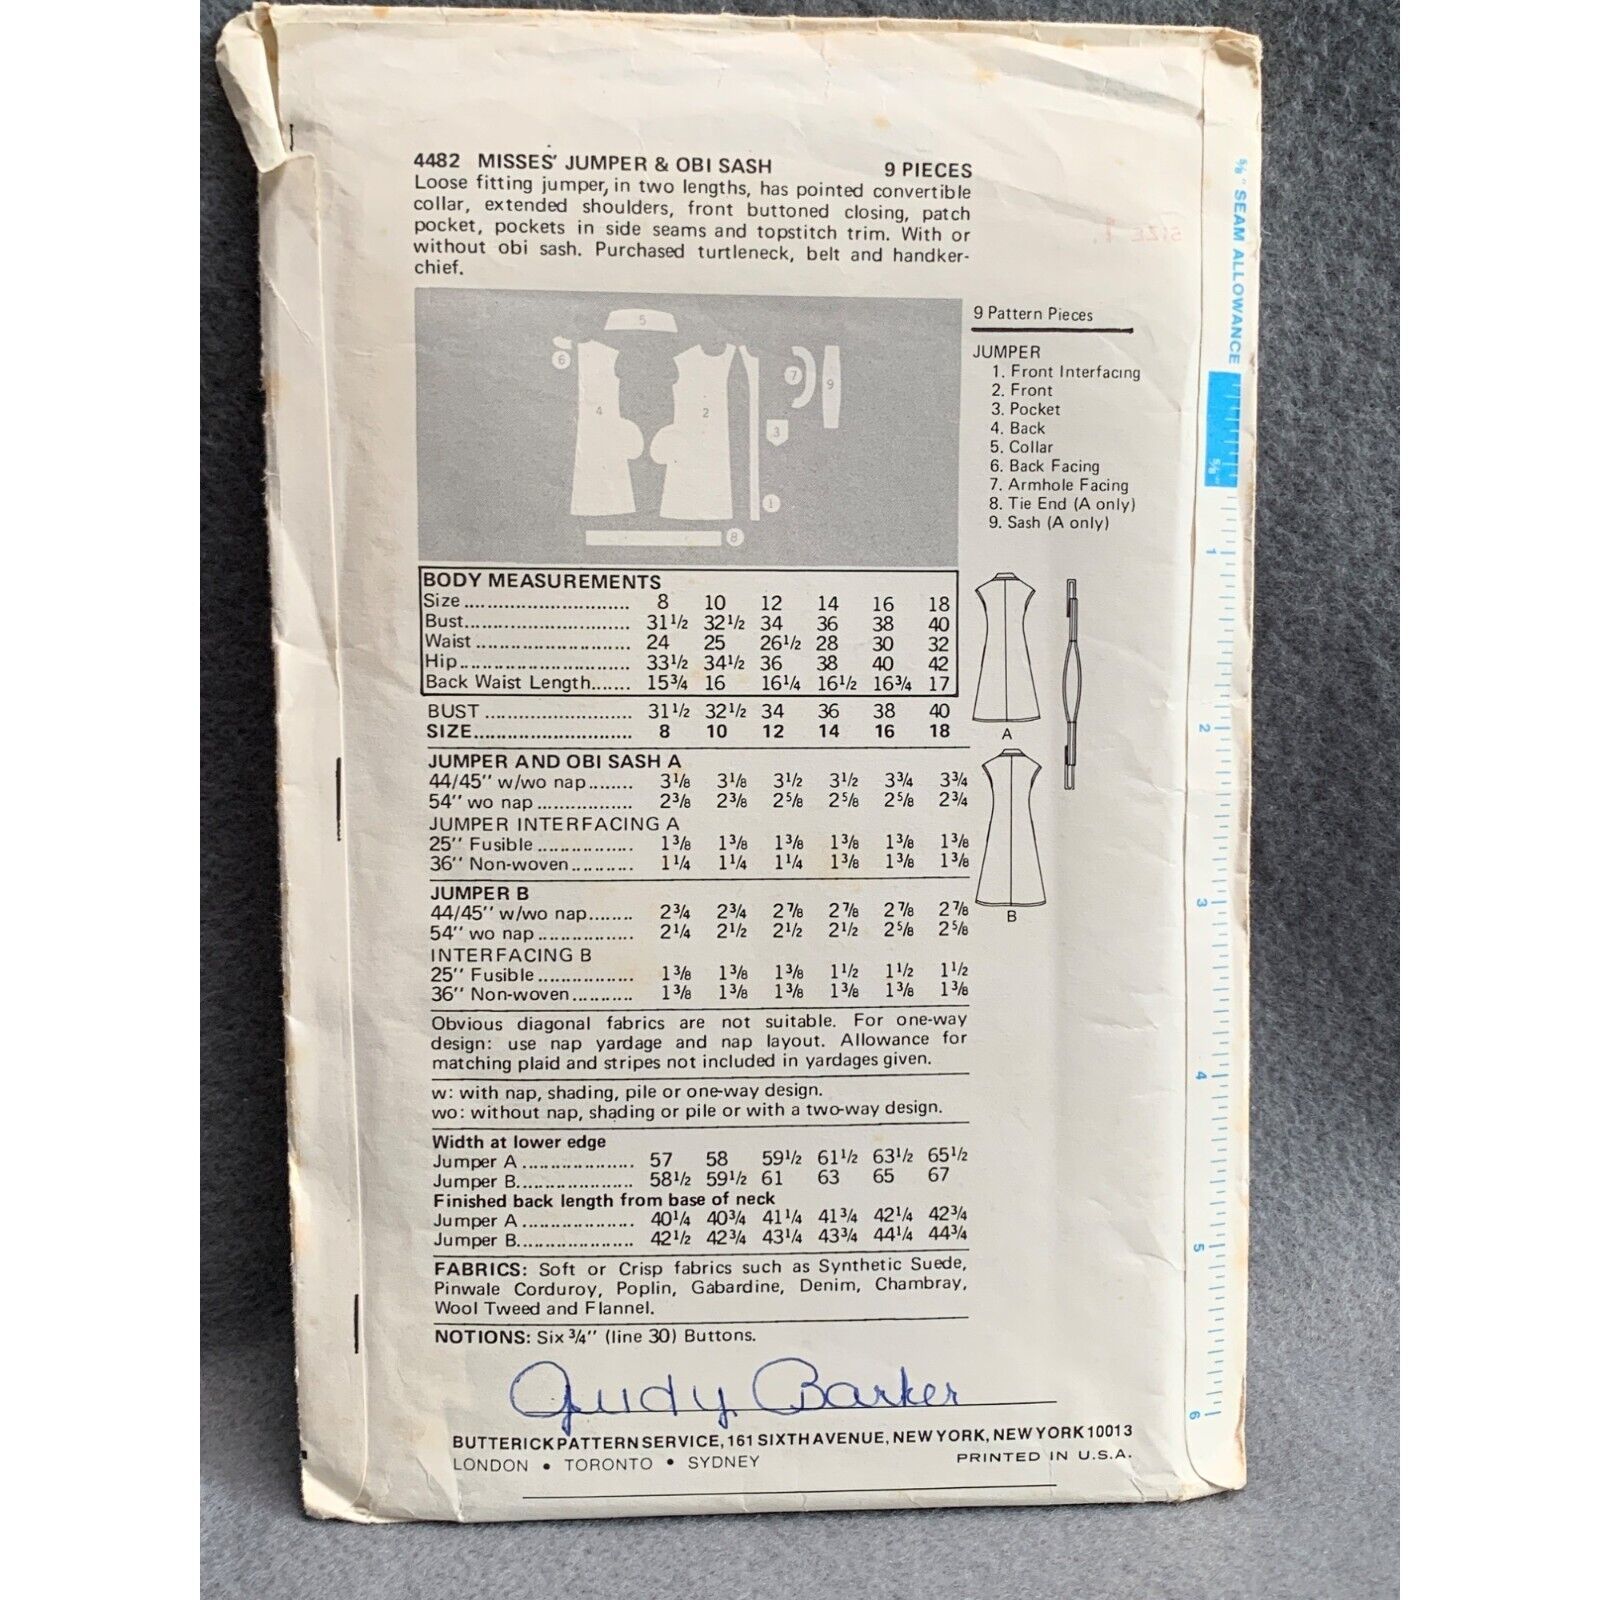 4482 MISSES' JUMPER & OBI SASH 9 PIECES
Loose fitting jumper, in two lengths, has pointed convertible
collar, extended shoulders, front buttoned closing, patch
pocket, pockets in side seams and topstitch trim. With or
without obi sash. Purchased turtleneck, belt and handker-
chief.
5
6
4
2
3
7
9
1
8
9 Pattern Pieces
JUMPER
1. Front Interfacing
2. Front
3. Pocket
4. Back
5. Collar
6. Back Facing
7. Armhole Facing
8. Tie End (A only)
9. Sash (A only)
A
B
BODY MEASUREMENTS
Size 8 10 12 14 16 18
Bust 31½ 32½ 34 36 38 40
Waist 24 25 26½ 28 30 32
Hip 33½ 34½ 36 38 40 42
Back Waist Length 15¾ 16 16¼ 16½ 16¾ 17
BUST 31½ 32½ 34 36 38 40
SIZE 8 10 12 14 16 18
JUMPER AND OBI SASH A
44/45'' w/wo nap 3⅛ 3⅛ 3½ 3½ 3¾ 3¾
54'' wo nap 2⅜ 2⅜ 2⅝ 2⅝ 2⅝ 2¾
JUMPER INTERFACING A
25'' Fusible 1⅜ 1⅜ 1⅜ 1⅜ 1⅜ 1⅜
36'' Non-woven 1¼ 1¼ 1¼ 1⅜ 1⅜ 1⅜
JUMPER B
44/45'' w/wo nap 2¾ 2¾ 2⅞ 2⅞ 2⅞ 2⅞
54'' wo nap 2¼ 2½ 2½ 2½ 2⅝ 2⅝
INTERFACING B
25'' Fusible 1⅜ 1⅜ 1⅜ 1½ 1½ 1½
36'' Non-woven 1⅜ 1⅜ 1⅜ 1⅜ 1⅜ 1⅜
Obvious diagonal fabrics are not suitable. For one-way
design: use nap yardage and nap layout. Allowance for
matching plaid and stripes not included in yardages given.
w: with nap, shading, pile or one-way design.
wo: without nap, shading or pile or with a two-way design.
Width at lower edge
Jumper A 57 58 59½ 61½ 63½ 65½
Jumper B 58½ 59½ 61 63 65 67
Finished back length from base of neck
Jumper A 40¼ 40¾ 41¼ 41¾ 42¼ 42¾
Jumper B 42½ 42¾ 43¼ 43¾ 44¼ 44¾
FABRICS: Soft or Crisp fabrics such as Synthetic Suede,
Pinwale Corduroy, Poplin, Gabardine, Denim, Chambray,
Wool Tweed and Flannel.
NOTIONS: Six ¾'' (line 30) Buttons.
Judy Barker
BUTTERICK PATTERN SERVICE, 161 SIXTH AVENUE, NEW YORK, NEW YORK 10013
LONDON • TORONTO • SYDNEY PRINTED IN U.S.A.
⅝'' SEAM ALLOWANCE
⅝''
1
2
3
4
5
6